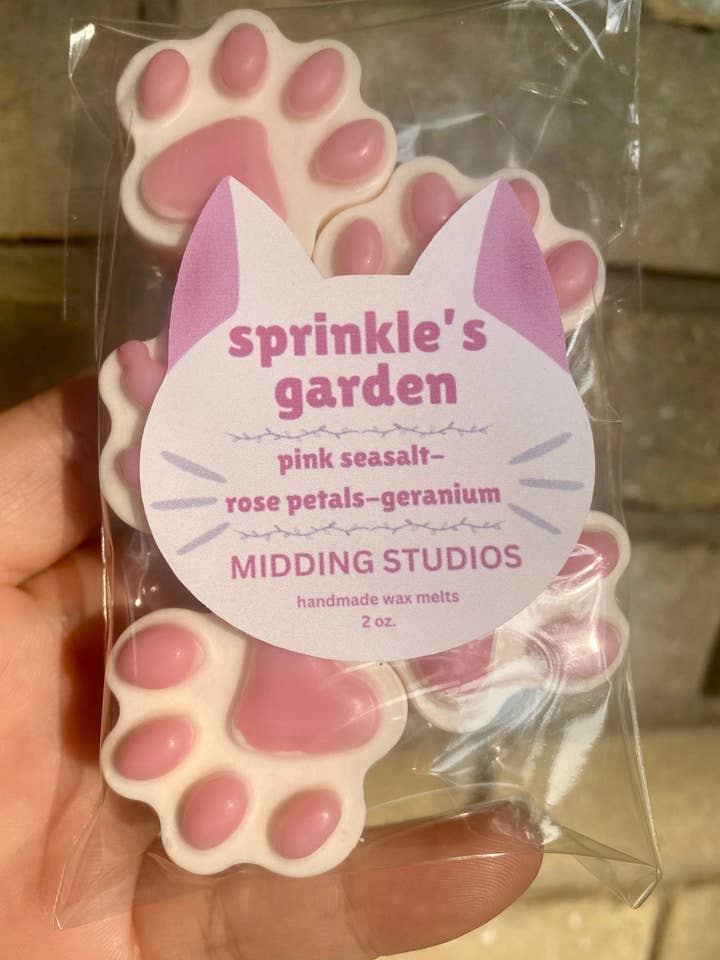 sprinkle's
garden
pink seasalt–
rose petals–geranium
MIDDING STUDIOS
handmade wax melts
2 oz.